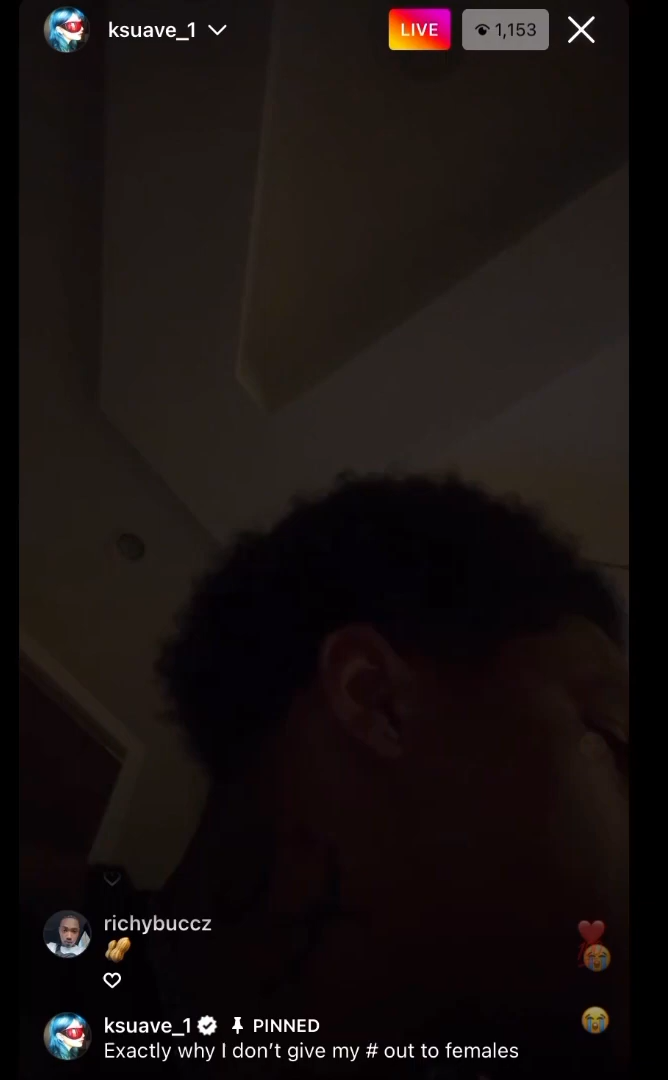 ksuave_1
LIVE
1,153
richybuccz
🥜
ksuave_1 PINNED
Exactly why I don’t give my # out to females